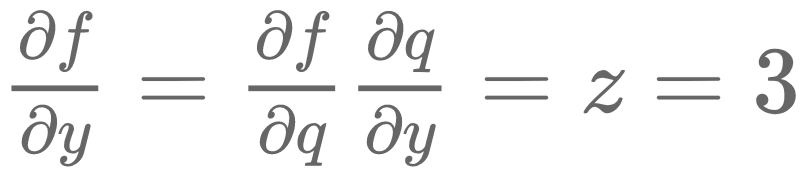 ∂f/∂y = ∂f/∂q ∂q/∂y = z = 3